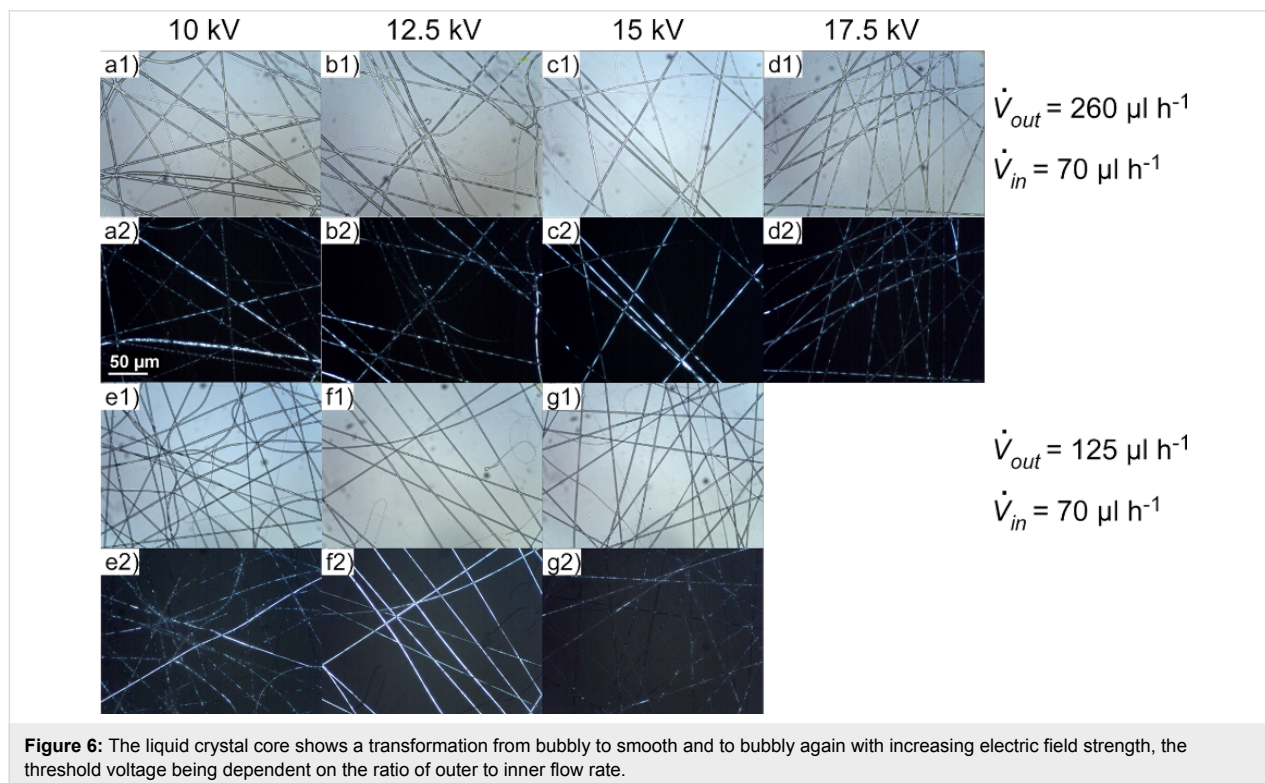 10 kV 12.5 kV 15 kV 17.5 kV
a1) b1) c1) d1)
V̇out = 260 µl h-1
V̇in = 70 µl h-1
a2) b2) c2) d2)
50 µm
e1) f1) g1)
V̇out = 125 µl h-1
V̇in = 70 µl h-1
e2) f2) g2)
Figure 6: The liquid crystal core shows a transformation from bubbly to smooth and to bubbly again with increasing electric field strength, the
threshold voltage being dependent on the ratio of outer to inner flow rate.